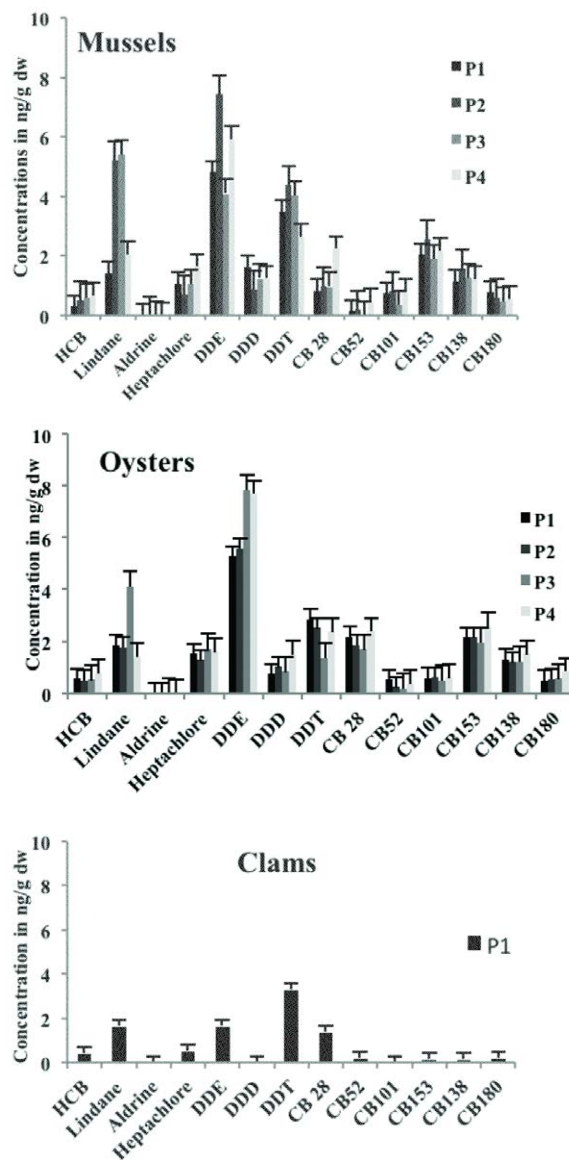 Mussels
Concentrations in ng/g dw
10
8
6
4
2
0
P1
P2
P3
P4
HCB
Lindane
Aldrine
Heptachlore
DDE
DDD
DDT
CB 28
CB52
CB101
CB153
CB138
CB180
Oysters
Concentration in ng/g dw
10
8
6
4
2
0
P1
P2
P3
P4
HCB
Lindane
Aldrine
Heptachlore
DDE
DDD
DDT
CB 28
CB52
CB101
CB153
CB138
CB180
Clams
Concentration in ng/g dw
10
8
6
4
2
0
P1
HCB
Lindane
Aldrine
Heptachlore
DDE
DDD
DDT
CB 28
CB52
CB101
CB153
CB138
CB180